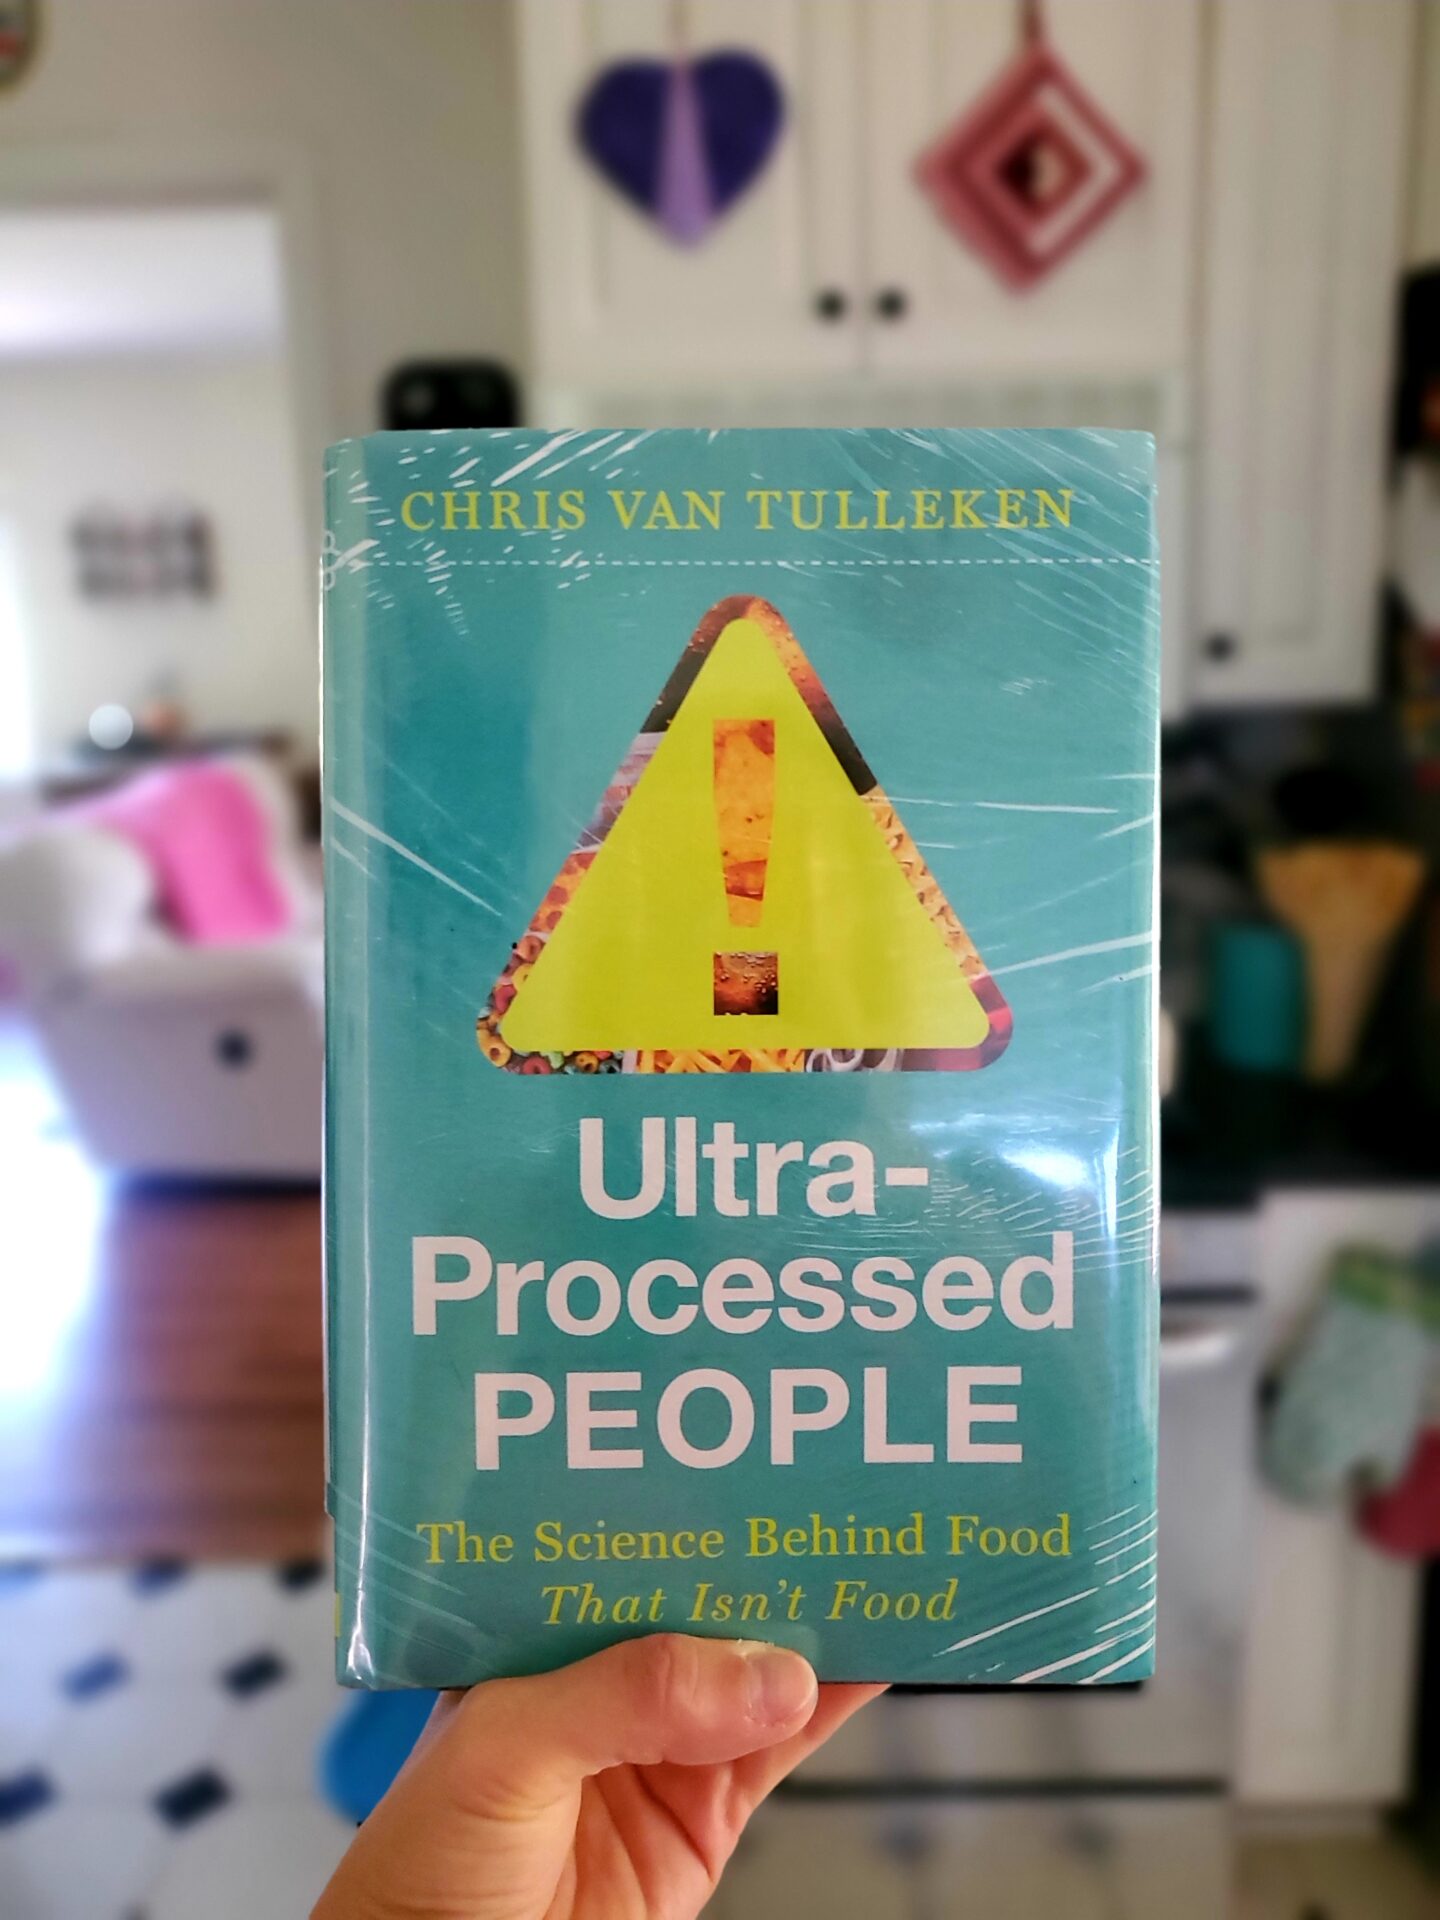 CHRIS VAN TULLEKEN
!
Ultra-
Processed
PEOPLE
The Science Behind Food
That Isn't Food